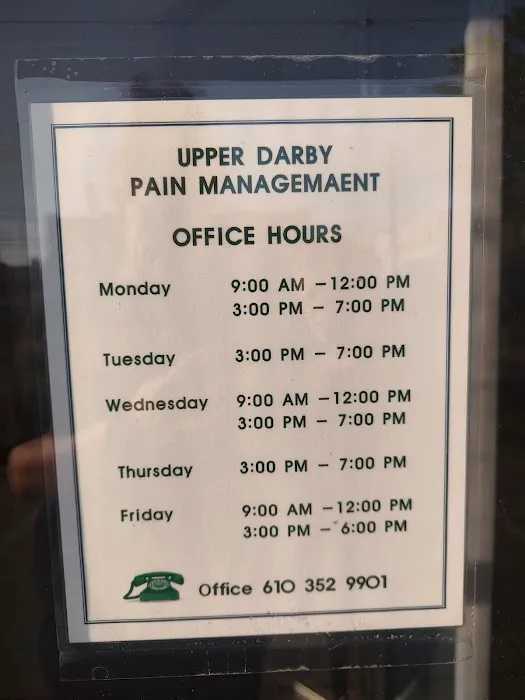 UPPER DARBY
PAIN MANAGEMAENT
OFFICE HOURS
Monday 9:00 AM – 12:00 PM
3:00 PM – 7:00 PM
Tuesday 3:00 PM – 7:00 PM
Wednesday 9:00 AM – 12:00 PM
3:00 PM – 7:00 PM
Thursday 3:00 PM – 7:00 PM
Friday 9:00 AM – 12:00 PM
3:00 PM – 6:00 PM
Office 610 352 9901